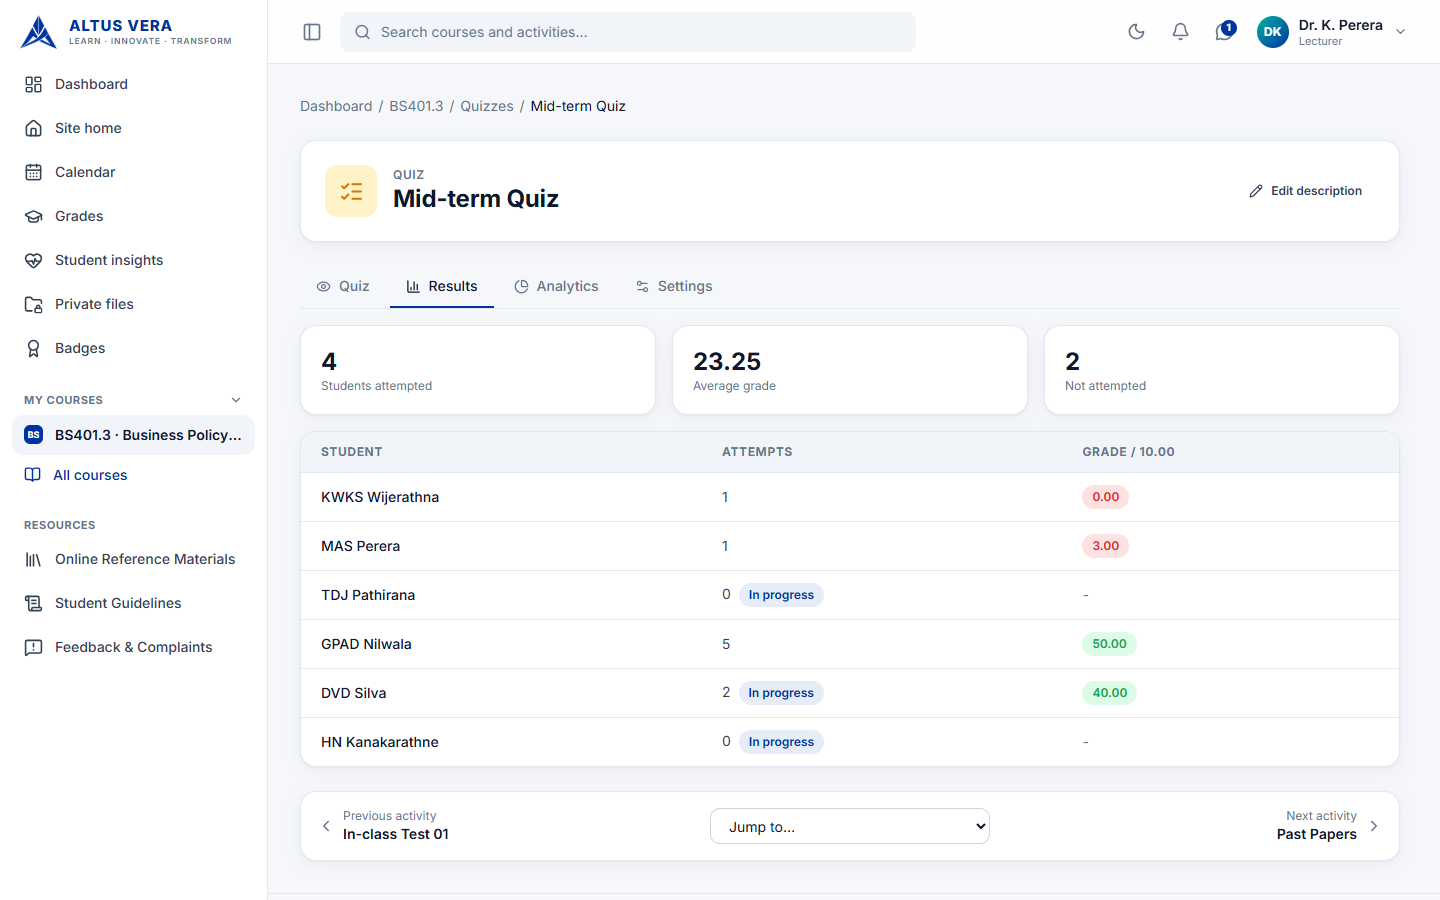 ALTUS VERA
LEARN · INNOVATE · TRANSFORM
Dashboard
Site home
Calendar
Grades
Student insights
Private files
Badges
MY COURSES
BS BS401.3 · Business Policy...
All courses
RESOURCES
Online Reference Materials
Student Guidelines
Feedback & Complaints
Search courses and activities...
1
DK
Dr. K. Perera
Lecturer
Dashboard / BS401.3 / Quizzes / Mid-term Quiz
QUIZ
Mid-term Quiz
Edit description
Quiz Results Analytics Settings
4
Students attempted
23.25
Average grade
2
Not attempted
STUDENT ATTEMPTS GRADE / 10.00
KWKS Wijerathna 1 0.00
MAS Perera 1 3.00
TDJ Pathirana 0 In progress -
GPAD Nilwala 5 50.00
DVD Silva 2 In progress 40.00
HN Kanakarathne 0 In progress -
Previous activity
In-class Test 01
Jump to...
Next activity
Past Papers